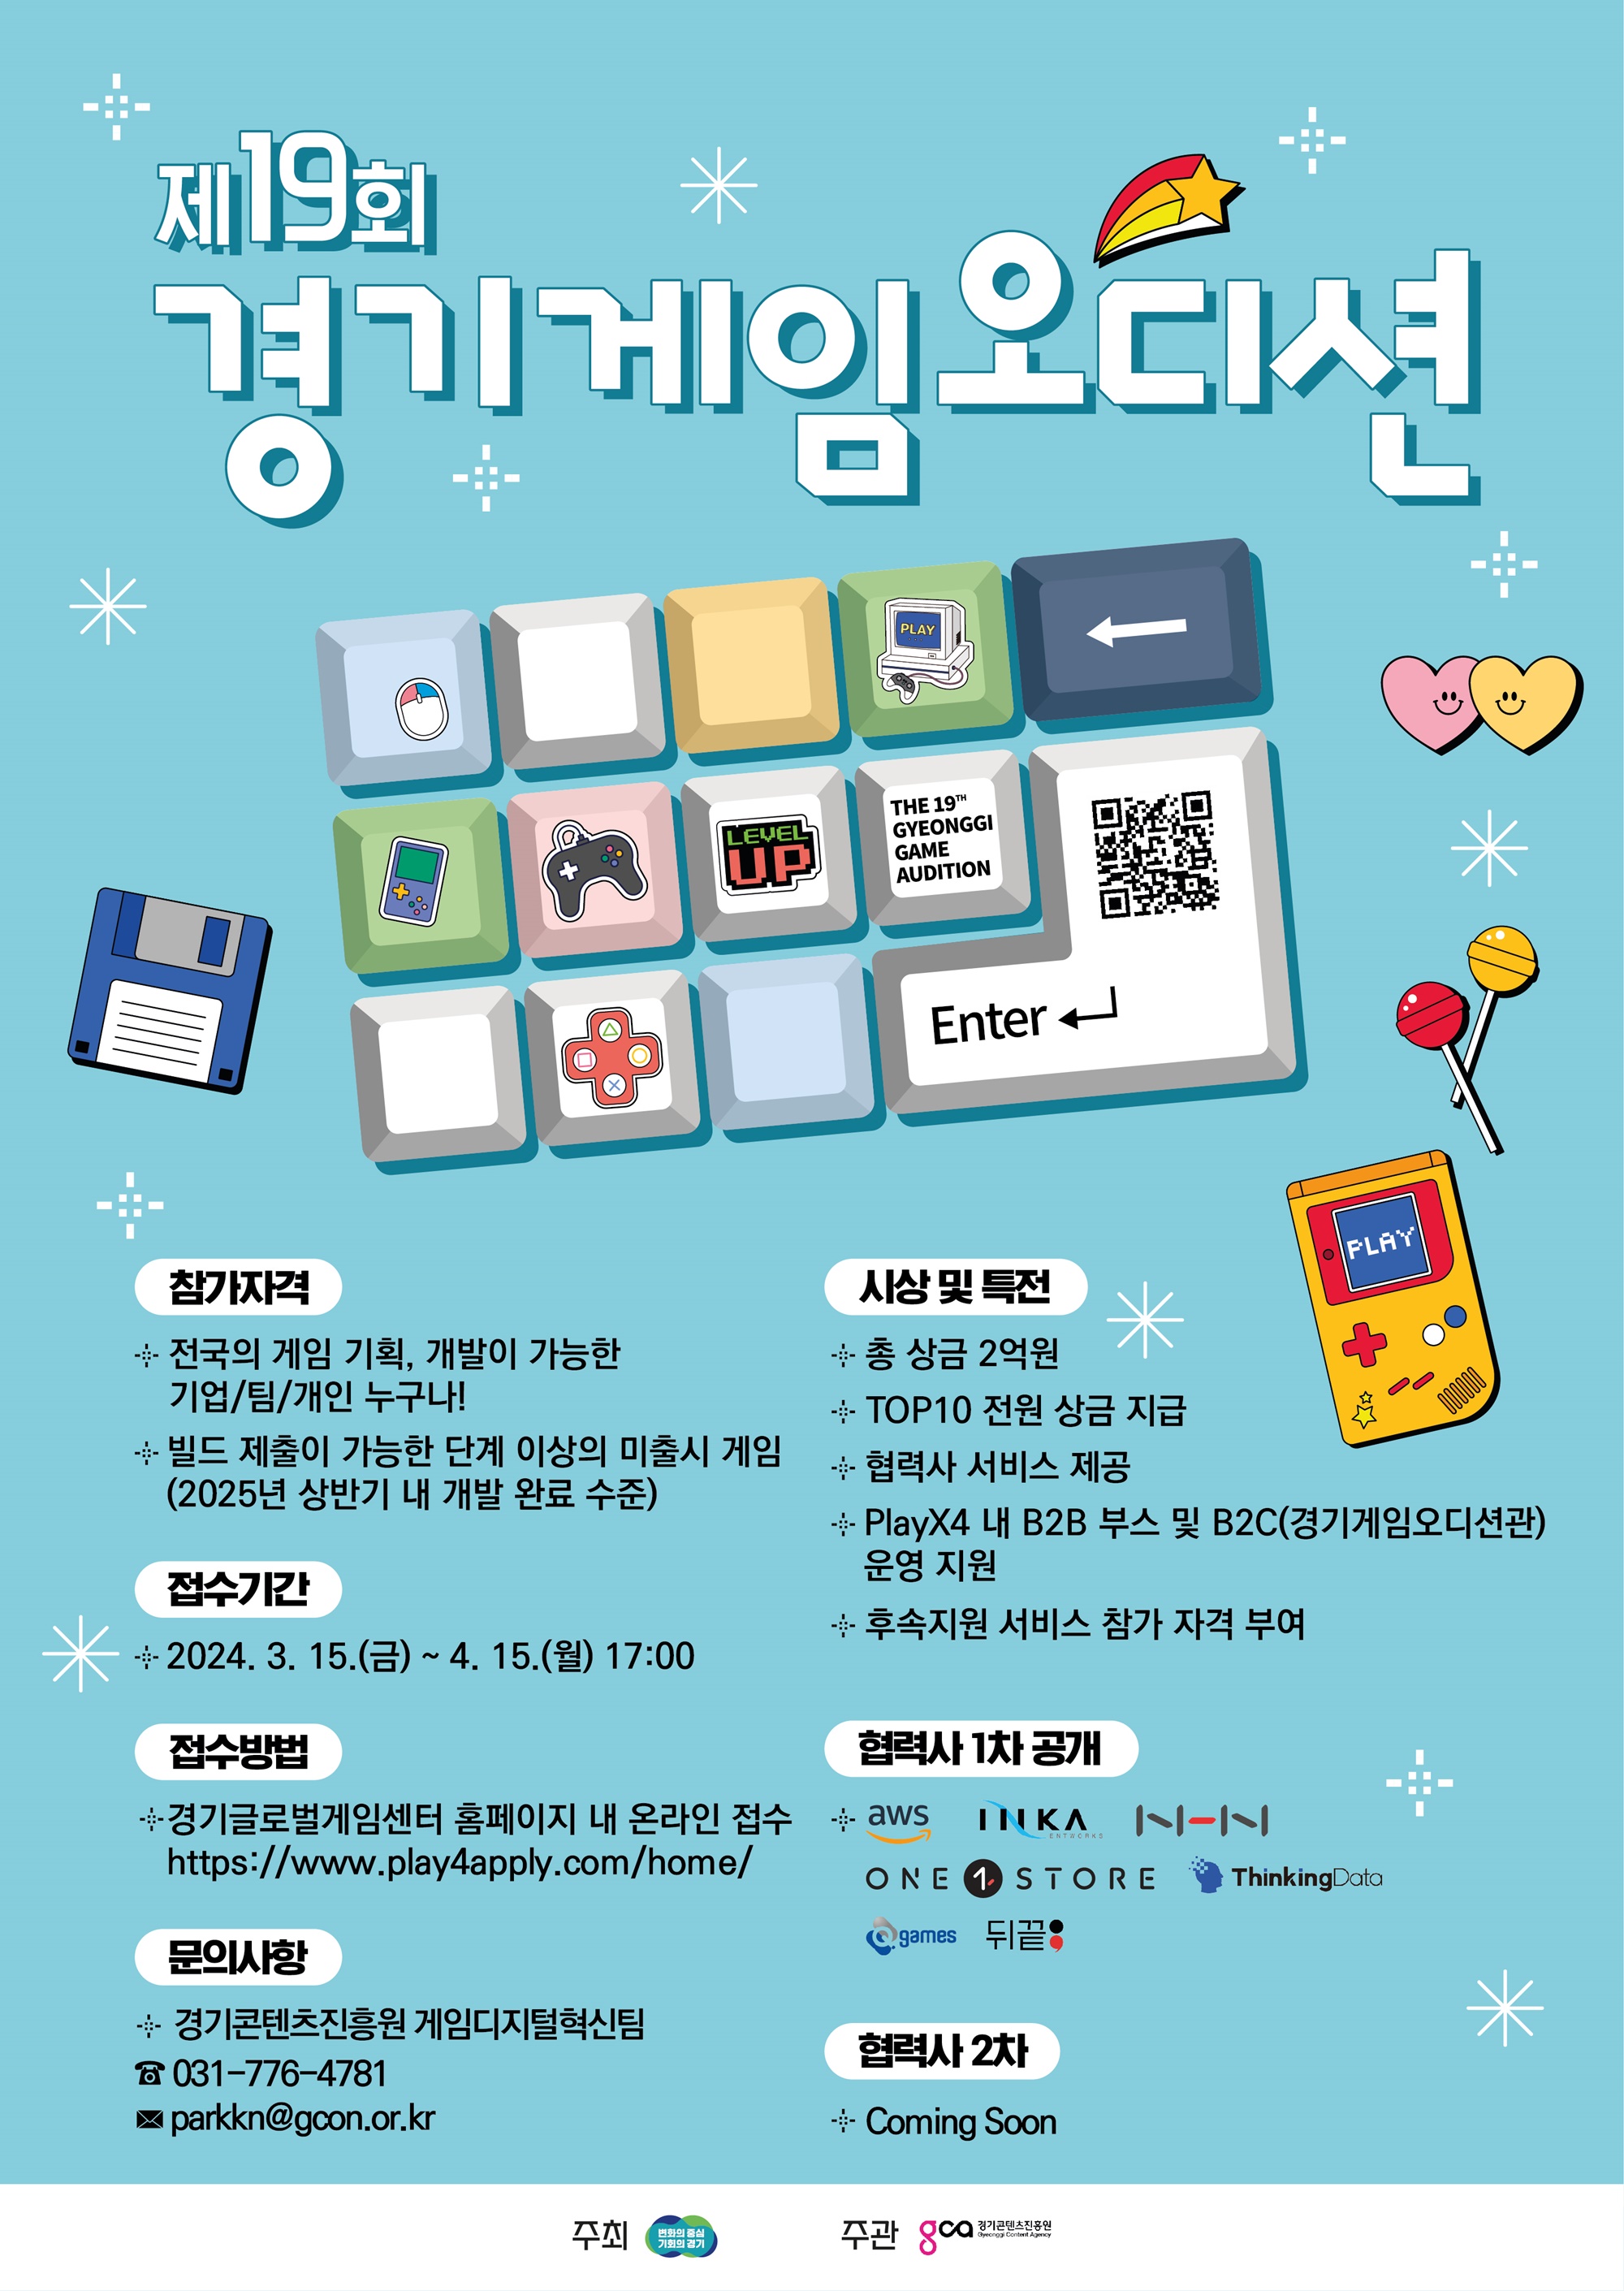 제19회
경기게임오디션
PLAY
←
LEVEL
UP
THE 19TH
GYEONGGI
GAME
AUDITION
Enter
PLAY
참가자격
전국의 게임 기획, 개발이 가능한
기업/팀/개인 누구나!
빌드 제출이 가능한 단계 이상의 미출시 게임
(2025년 상반기 내 개발 완료 수준)
접수기간
2024. 3. 15.(금) ~ 4. 15.(월) 17:00
접수방법
경기글로벌게임센터 홈페이지 내 온라인 접수
https://www.play4apply.com/home/
문의사항
경기콘텐츠진흥원 게임디지털혁신팀
031-776-4781
parkkn@gcon.or.kr
시상 및 특전
총 상금 2억원
TOP10 전원 상금 지급
협력사 서비스 제공
PlayX4 내 B2B 부스 및 B2C(경기게임오디션관)
운영 지원
후속지원 서비스 참가 자격 부여
협력사 1차 공개
aws INKA ENTWORKS NHN
ONE 1 STORE ThinkingData
games 뒤끝
협력사 2차
Coming Soon
주최 변화의 중심
기회의 경기
주관 gca 경기콘텐츠진흥원
Gyeonggi Content Agency